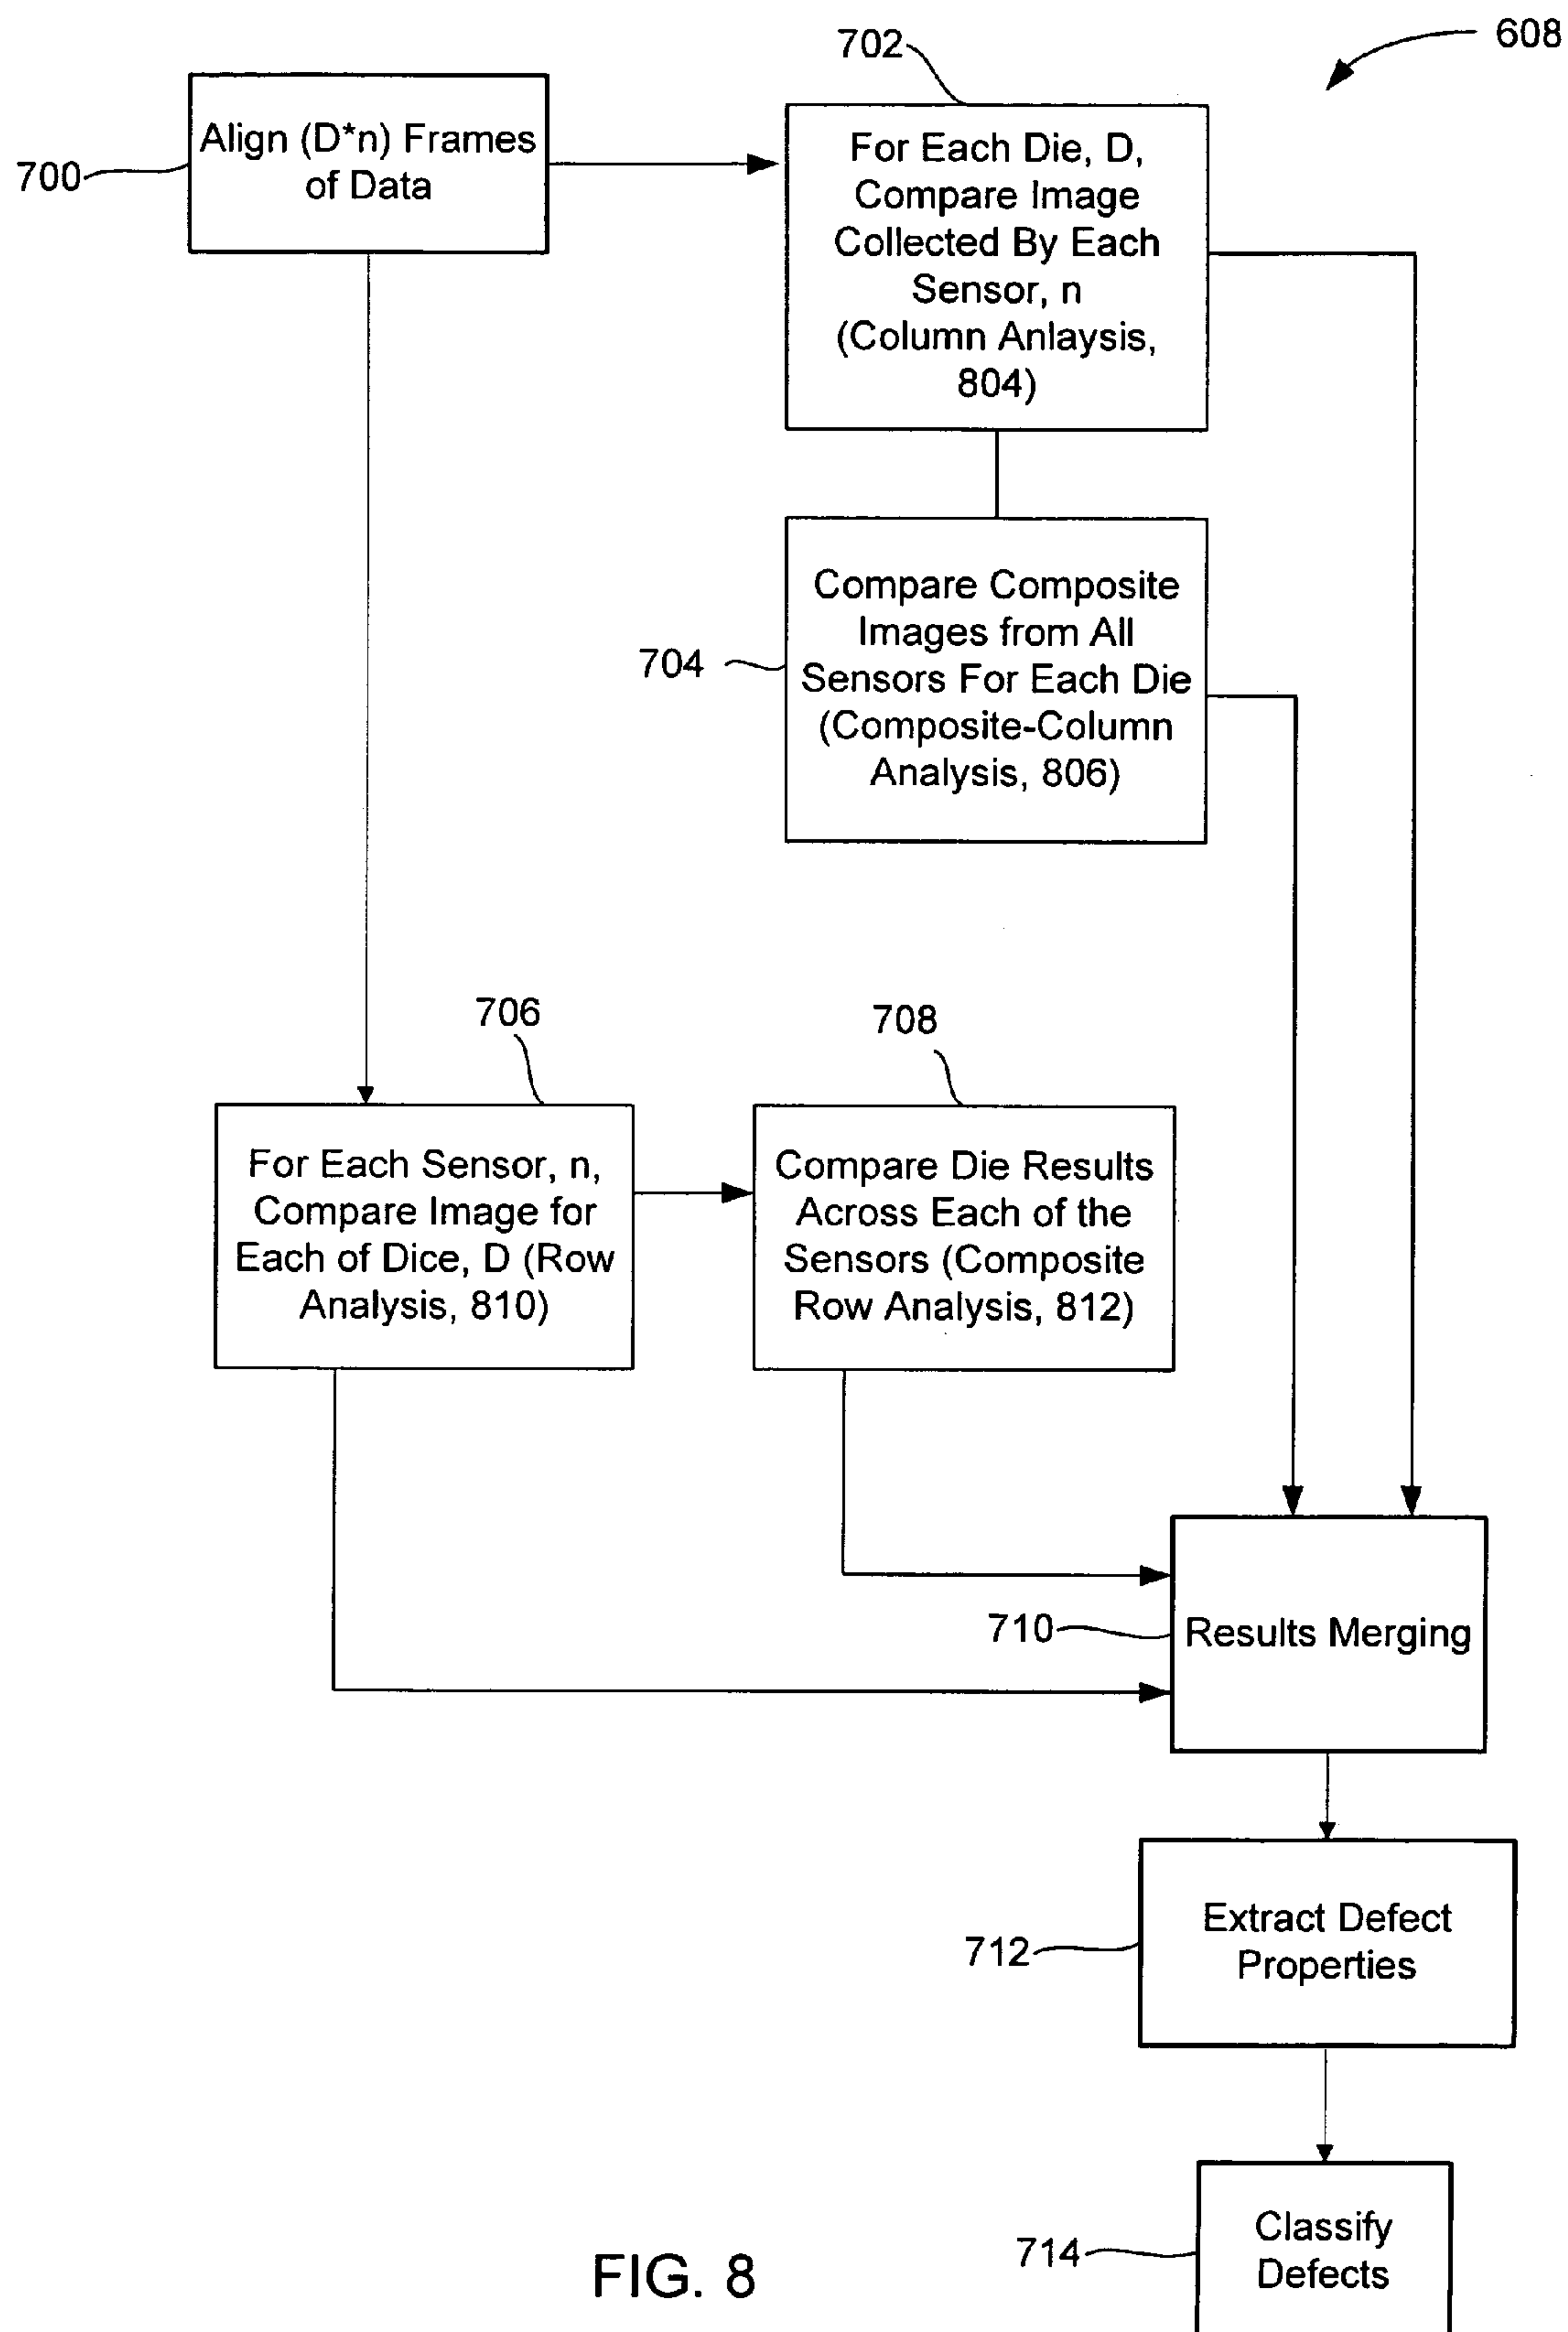 608
702
Align (D*n) Frames
of Data
700
For Each Die, D,
Compare Image
Collected By Each
Sensor, n
(Column Anlaysis,
804)
Compare Composite
Images from All
Sensors For Each Die
(Composite-Column
Analysis, 806)
704
706
708
For Each Sensor, n,
Compare Image for
Each of Dice, D (Row
Analysis, 810)
Compare Die Results
Across Each of the
Sensors (Composite
Row Analysis, 812)
710
Results Merging
Extract Defect
Properties
712
Classify
Defects
714
FIG. 8